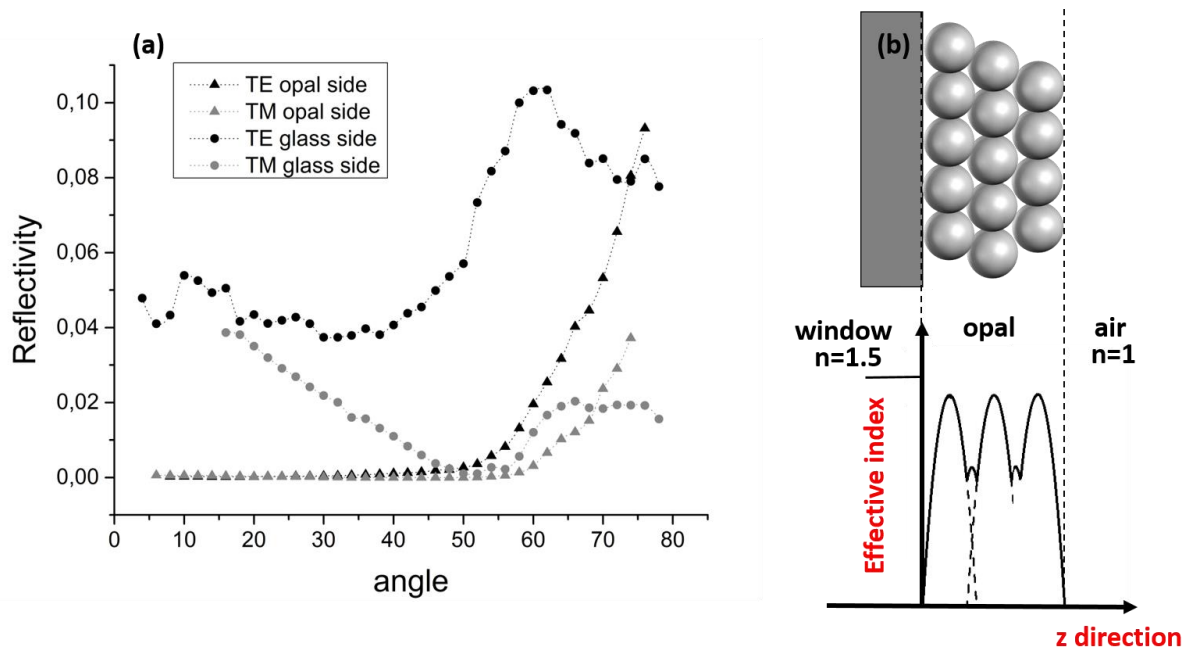 (a)
TE opal side
TM opal side
TE glass side
TM glass side
Reflectivity
0,10
0,08
0,06
0,04
0,02
0,00
0
10
20
30
40
50
60
70
80
angle
(b)
window
n=1.5
opal
air
n=1
Effective index
z direction